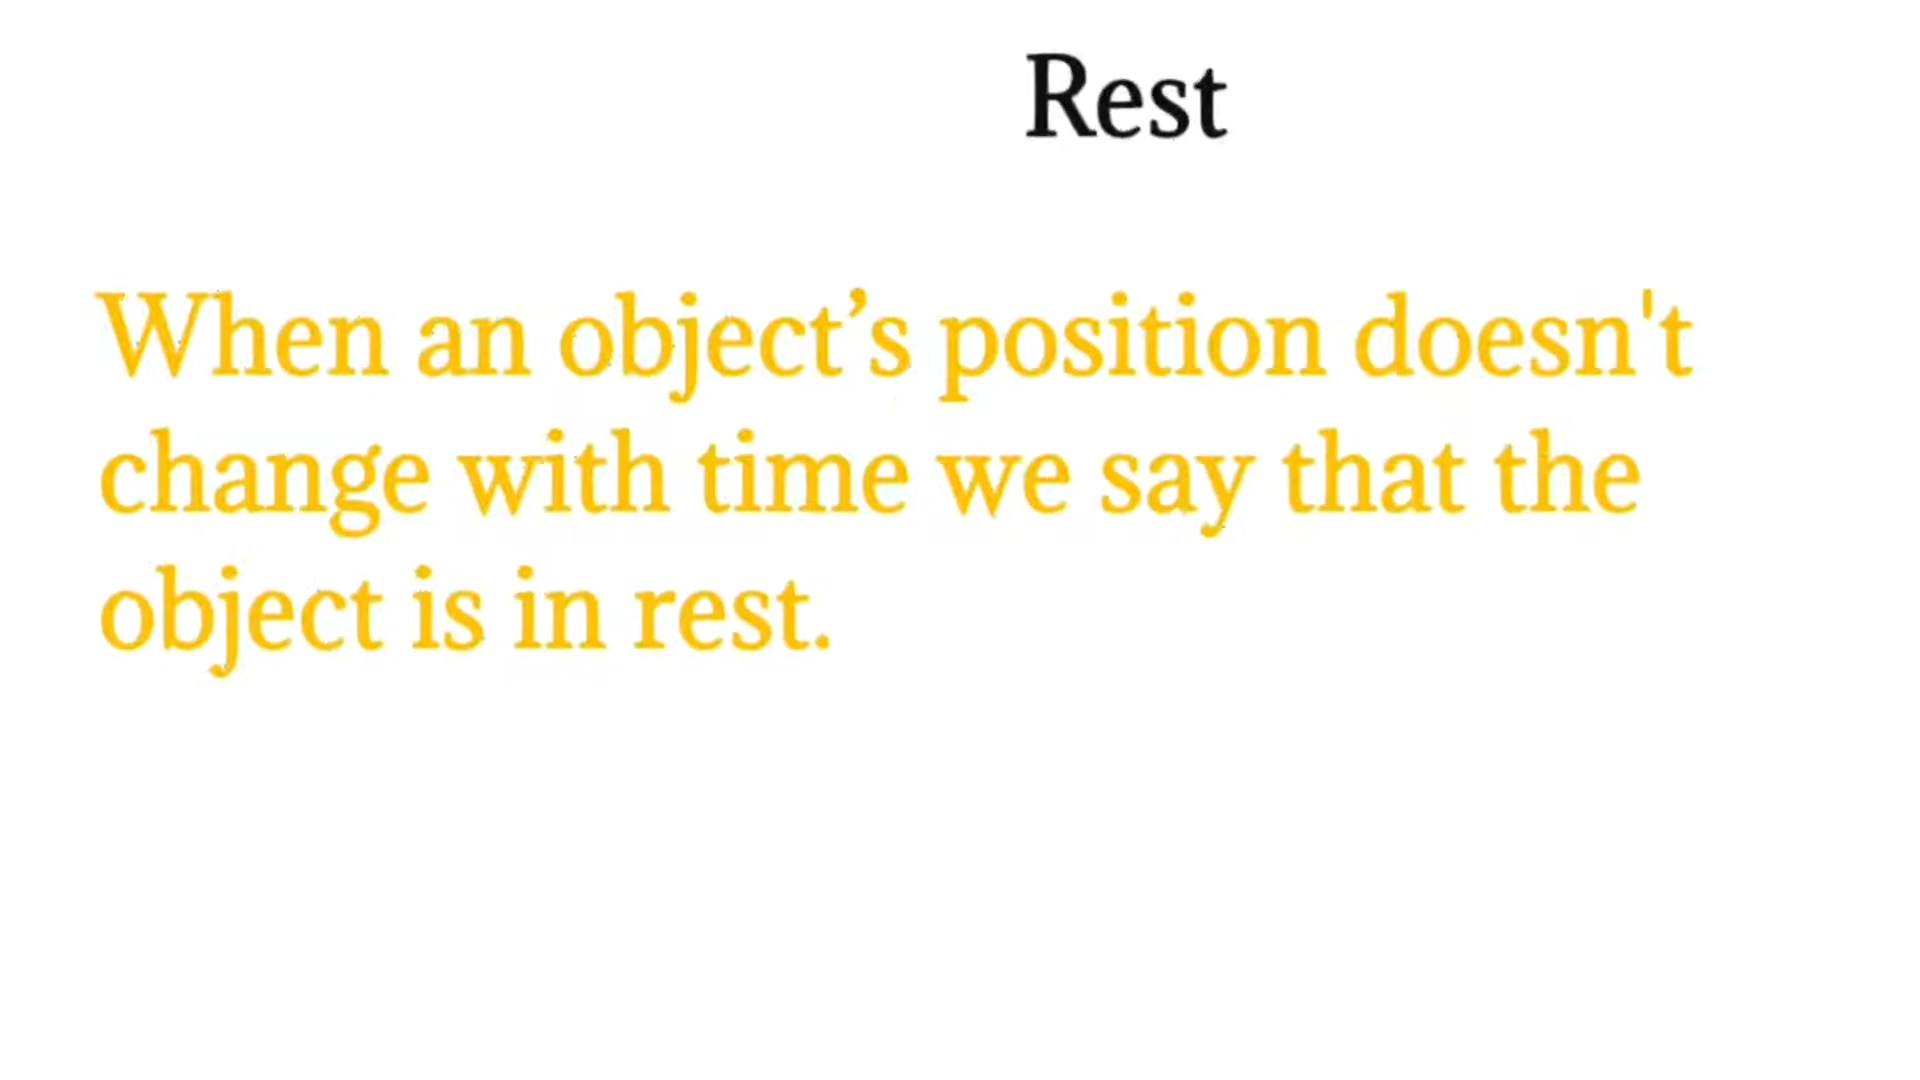 Rest
When an object’s position doesn't
change with time we say that the
object is in rest.